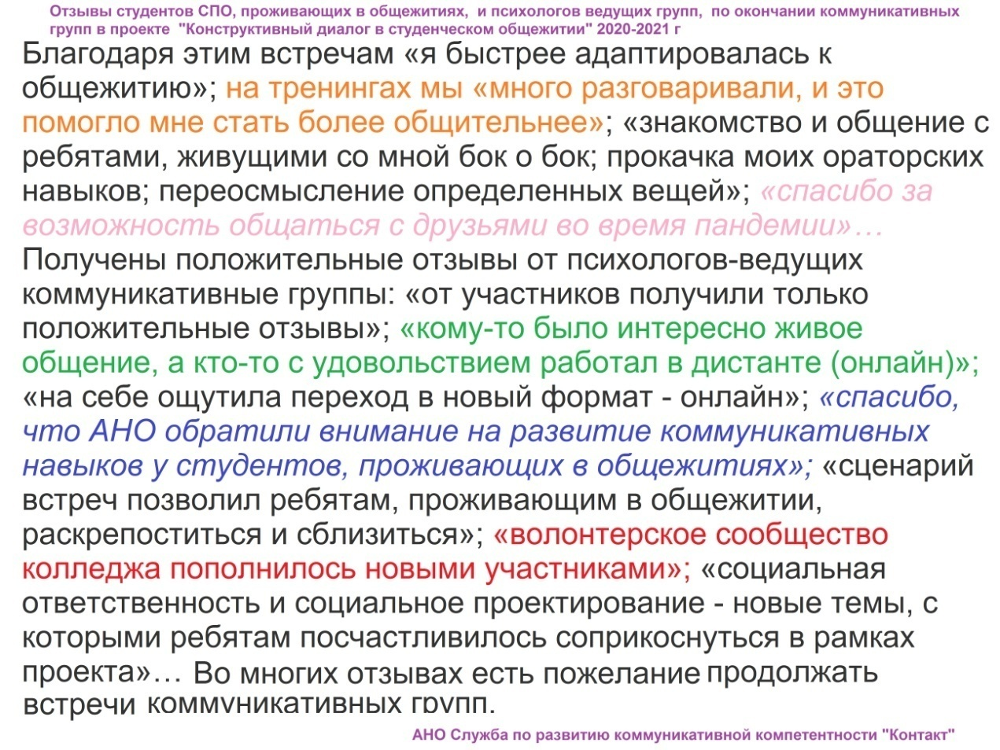 Отзывы студентов СПО, проживающих в общежитиях, и психологов ведущих групп, по окончании коммуникативных
групп в проекте "Конструктивный диалог в студенческом общежитии" 2020-2021 г
Благодаря этим встречам «я быстрее адаптировалась к
общежитию»; на тренингах мы «много разговаривали, и это
помогло мне стать более общительнее»; «знакомство и общение с
ребятами, живущими со мной бок о бок; прокачка моих ораторских
навыков; переосмысление определенных вещей»; «спасибо за
возможность общаться с друзьями во время пандемии»…
Получены положительные отзывы от психологов-ведущих
коммуникативные группы: «от участников получили только
положительные отзывы»; «кому-то было интересно живое
общение, а кто-то с удовольствием работал в дистанте (онлайн)»;
«на себе ощутила переход в новый формат - онлайн»; «спасибо,
что АНО обратили внимание на развитие коммуникативных
навыков у студентов, проживающих в общежитиях»; «сценарий
встреч позволил ребятам, проживающим в общежитии,
раскрепоститься и сблизиться»; «волонтерское сообщество
колледжа пополнилось новыми участниками»; «социальная
ответственность и социальное проектирование - новые темы, с
которыми ребятам посчастливилось соприкоснуться в рамках
проекта»… Во многих отзывах есть пожелание продолжать
встречи коммуникативных групп.
АНО Служба по развитию коммуникативной компетентности "Контакт"